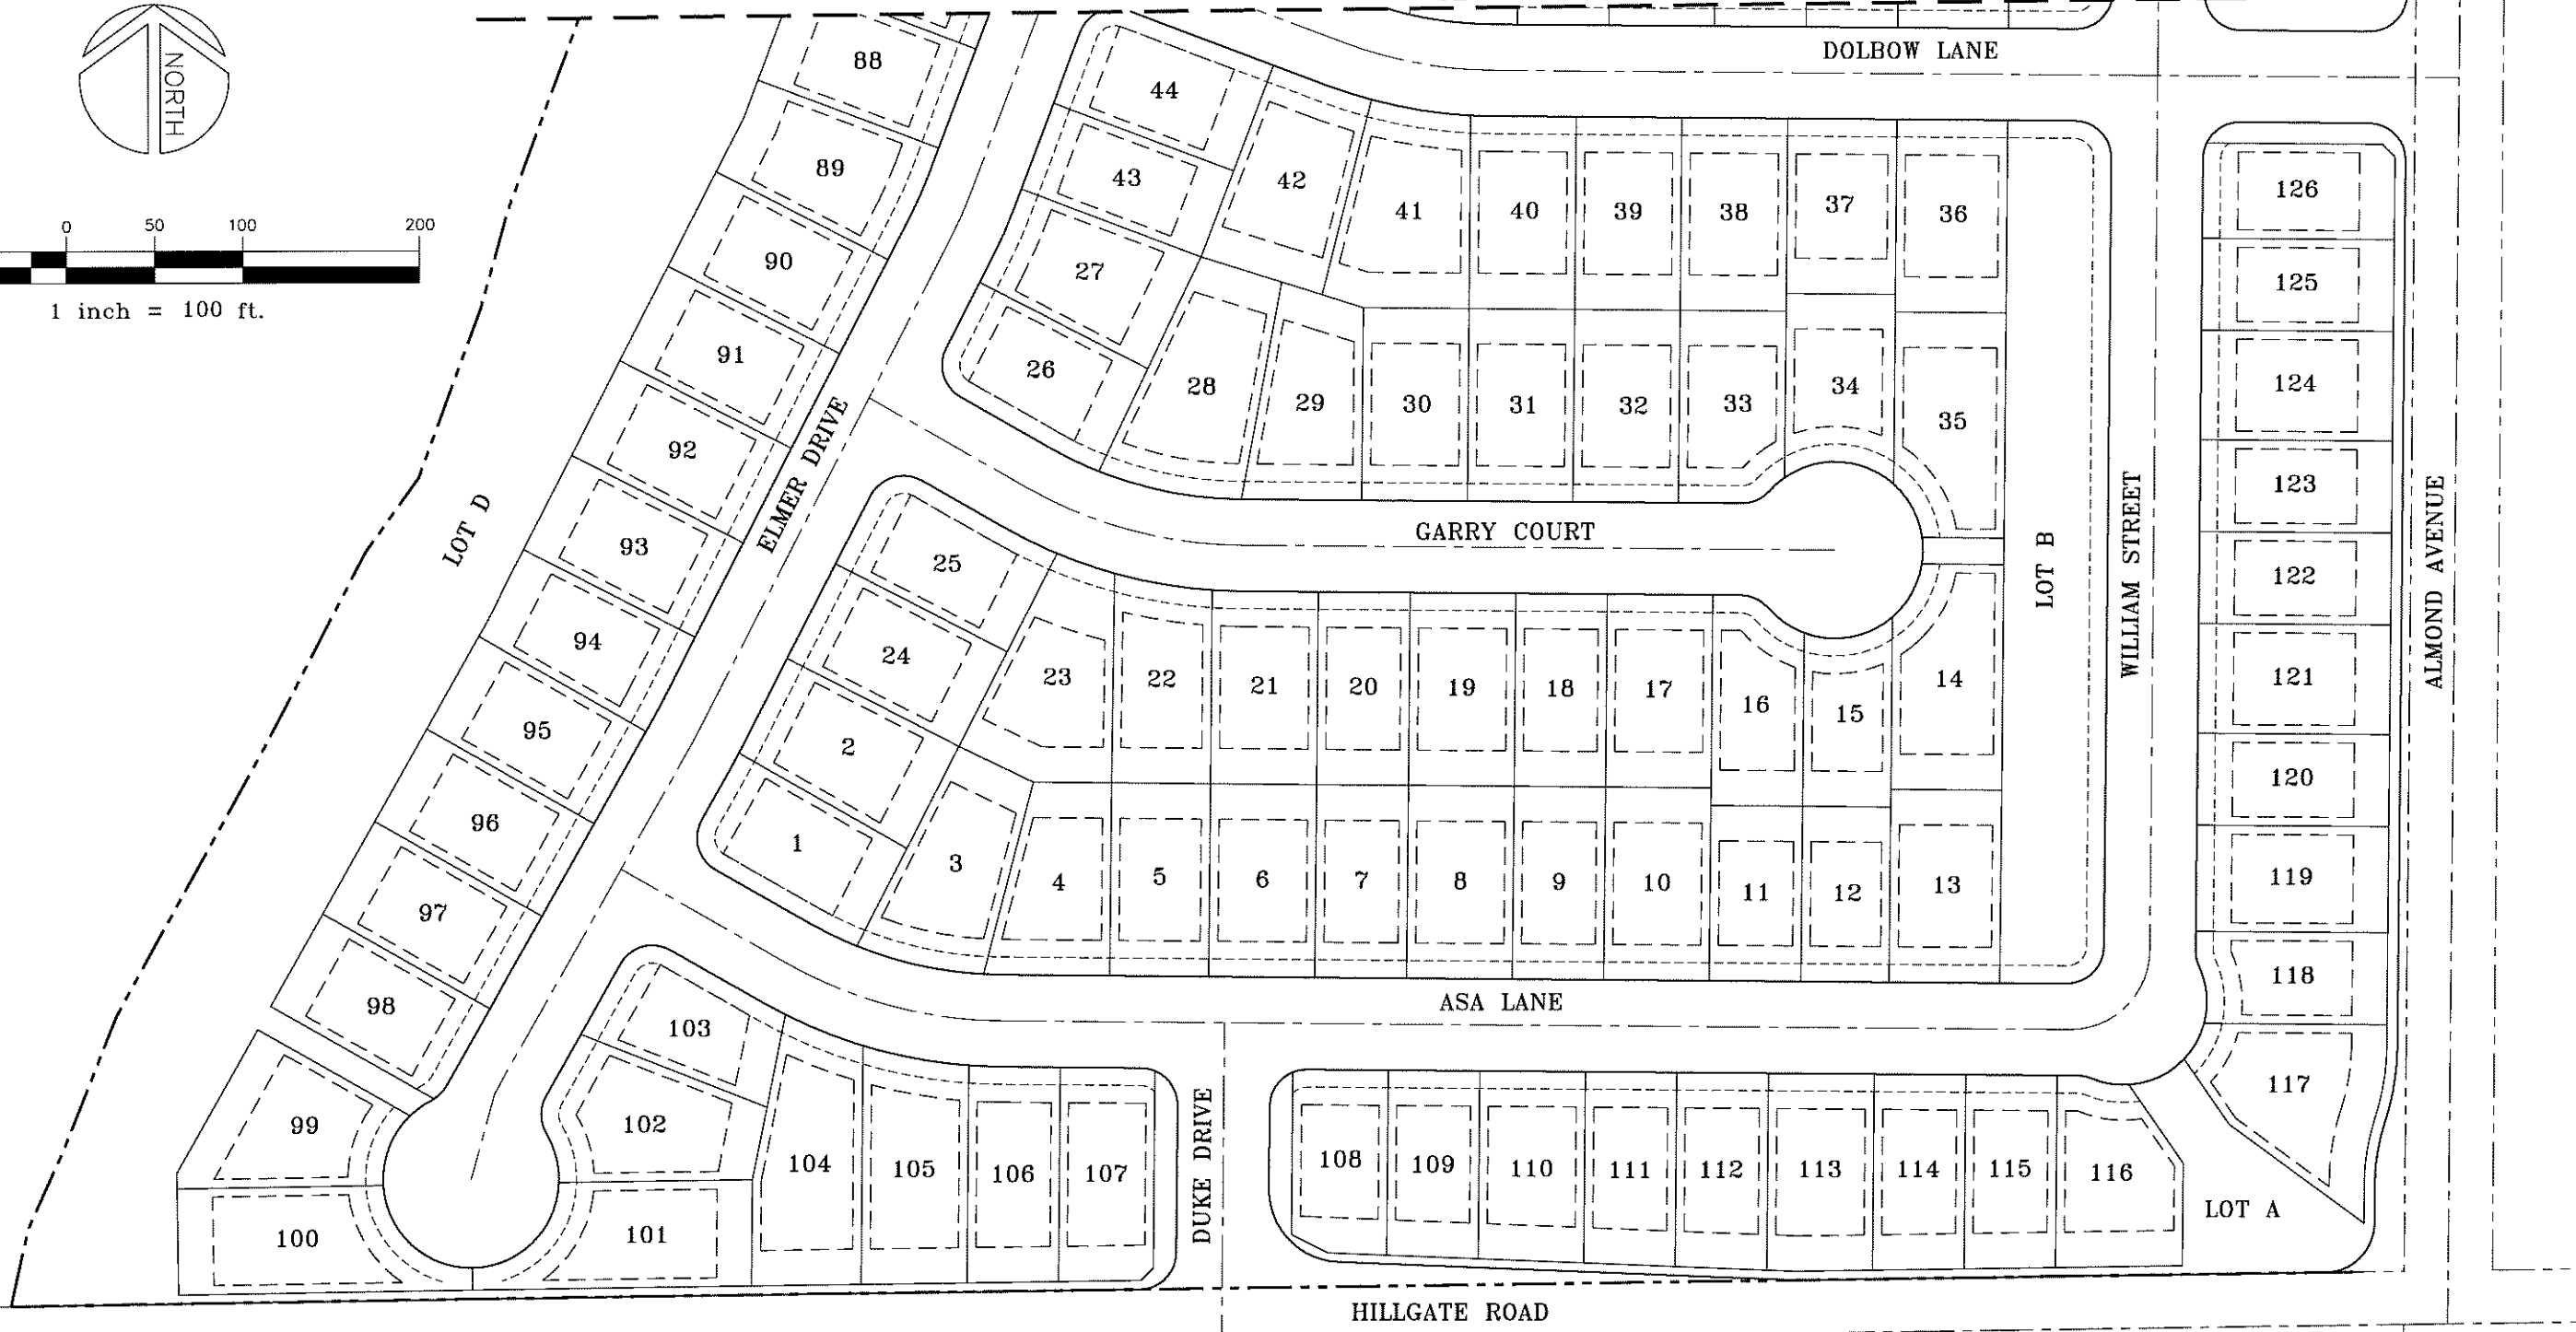 NORTH
0 50 100 200
1 inch = 100 ft.
DOLBOW LANE
88
89
90
91
92
93
94
95
96
97
98
99
100
LOT D
ELMER DRIVE
44
43
42
41 40 39 38 37 36
27
26
28 29 30 31 32 33 34 35
GARRY COURT
25
24
23 22 21 20 19 18 17 16 15 14
2
1
3 4 5 6 7 8 9 10 11 12 13
LOT B
WILLIAM STREET
ALMOND AVENUE
126
125
124
123
122
121
120
119
118
117
ASA LANE
103
102
101
104 105 106 107
DUKE DRIVE
108 109 110 111 112 113 114 115 116
LOT A
HILLGATE ROAD